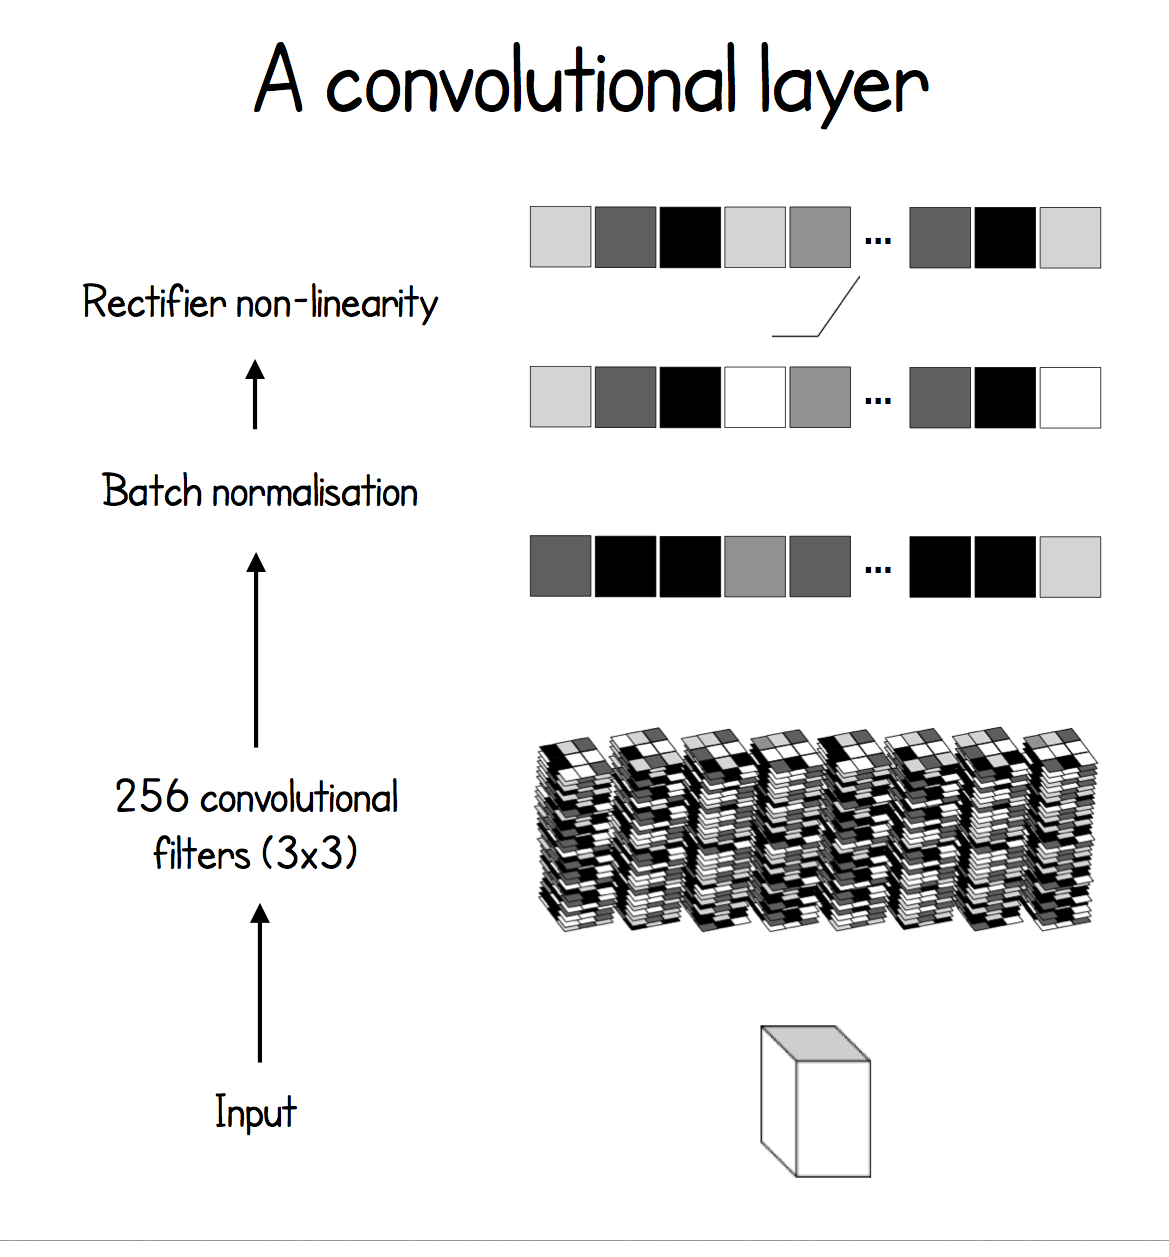 A convolutional layer
...
Rectifier non-linearity
...
Batch normalisation
...
256 convolutional
filters (3x3)
Input